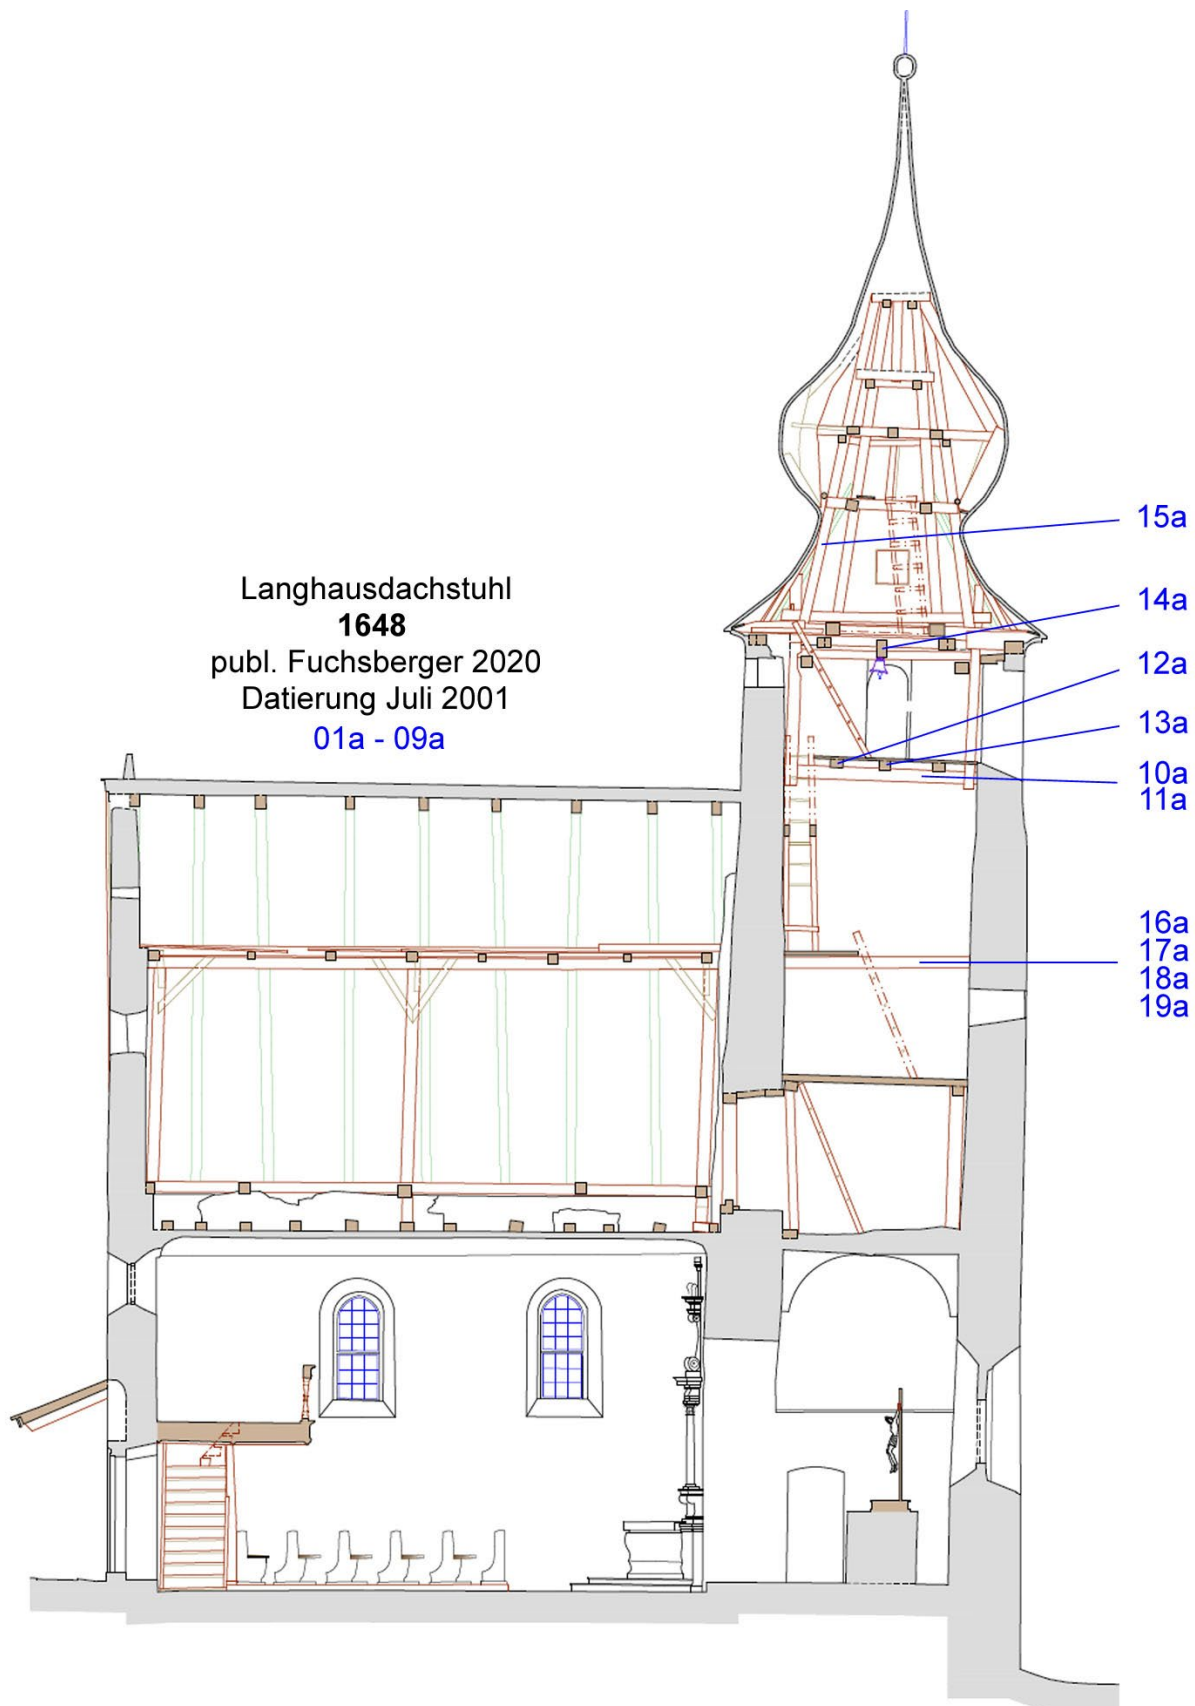 Langhausdachstuhl
1648
publ. Fuchsberger 2020
Datierung Juli 2001
01a - 09a
15a
14a
12a
13a
10a
11a
16a
17a
18a
19a